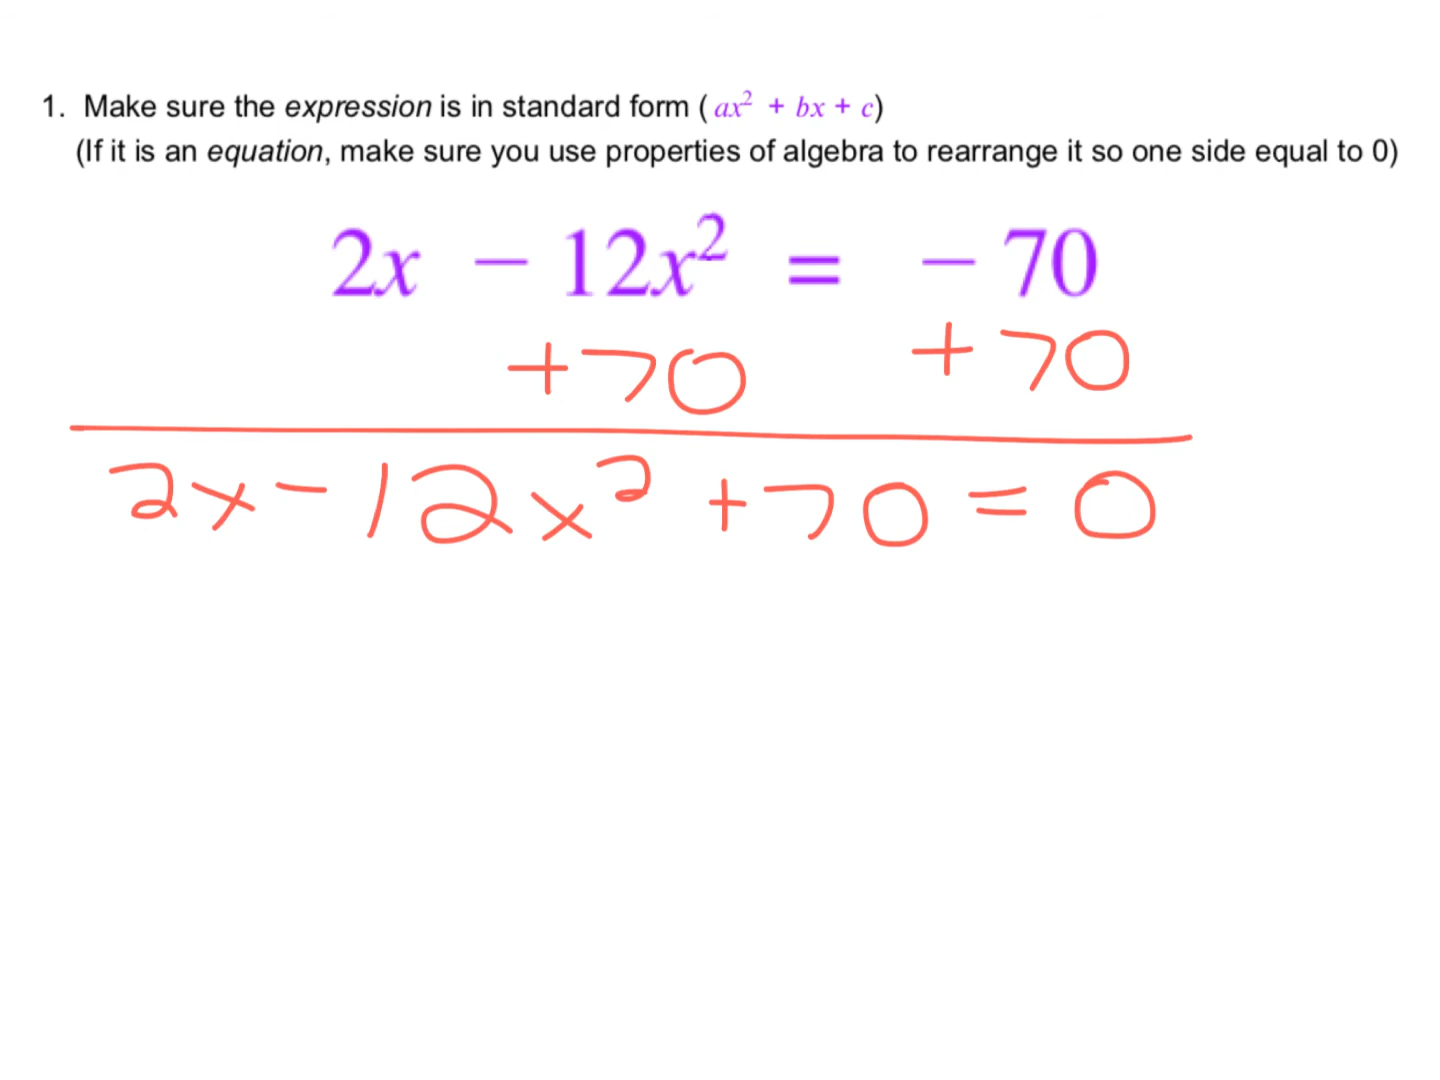 1. Make sure the expression is in standard form ( ax² + bx + c)
(If it is an equation, make sure you use properties of algebra to rearrange it so one side equal to 0)
2x − 12x² = − 70
+70 +70
2x − 12x² + 70 = 0